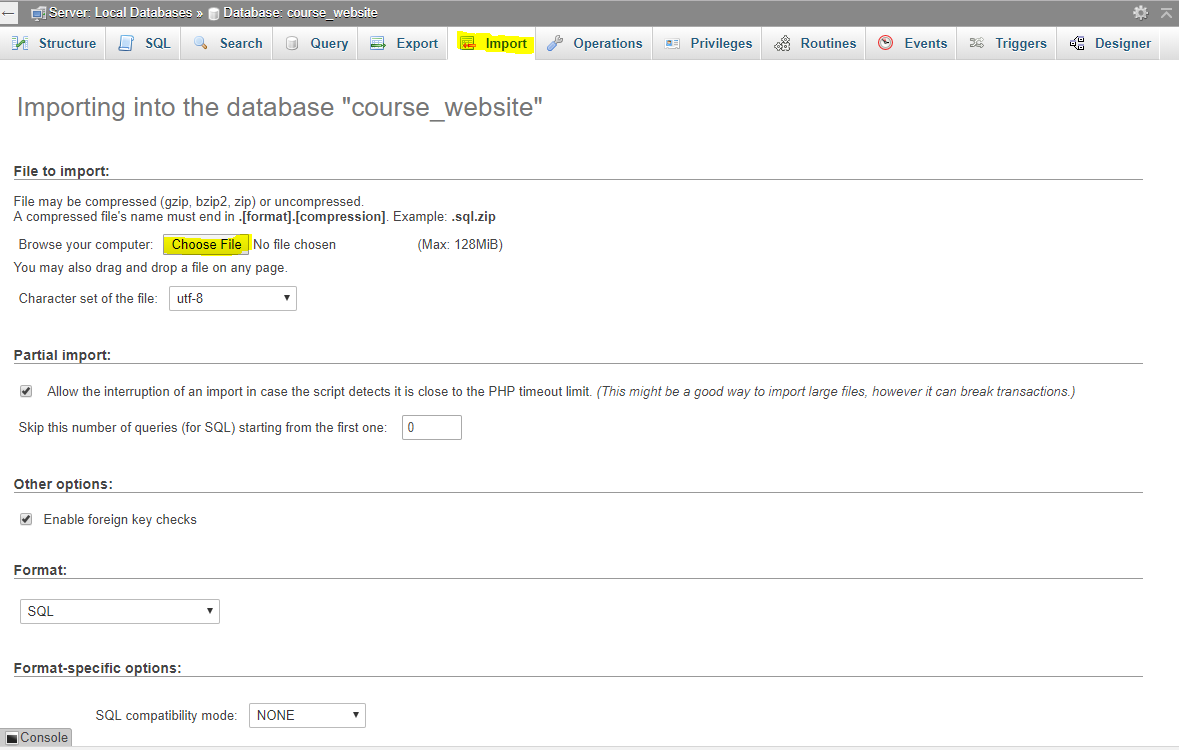 Server: Local Databases » Database: course_website
Structure SQL Search Query Export Import Operations Privileges Routines Events Triggers Designer
Importing into the database "course_website"
File to import:
File may be compressed (gzip, bzip2, zip) or uncompressed.
A compressed file's name must end in .[format].[compression]. Example: .sql.zip
Browse your computer: Choose File No file chosen (Max: 128MiB)
You may also drag and drop a file on any page.
Character set of the file: utf-8
Partial import:
Allow the interruption of an import in case the script detects it is close to the PHP timeout limit. (This might be a good way to import large files, however it can break transactions.)
Skip this number of queries (for SQL) starting from the first one: 0
Other options:
Enable foreign key checks
Format:
SQL
Format-specific options:
SQL compatibility mode: NONE
Console